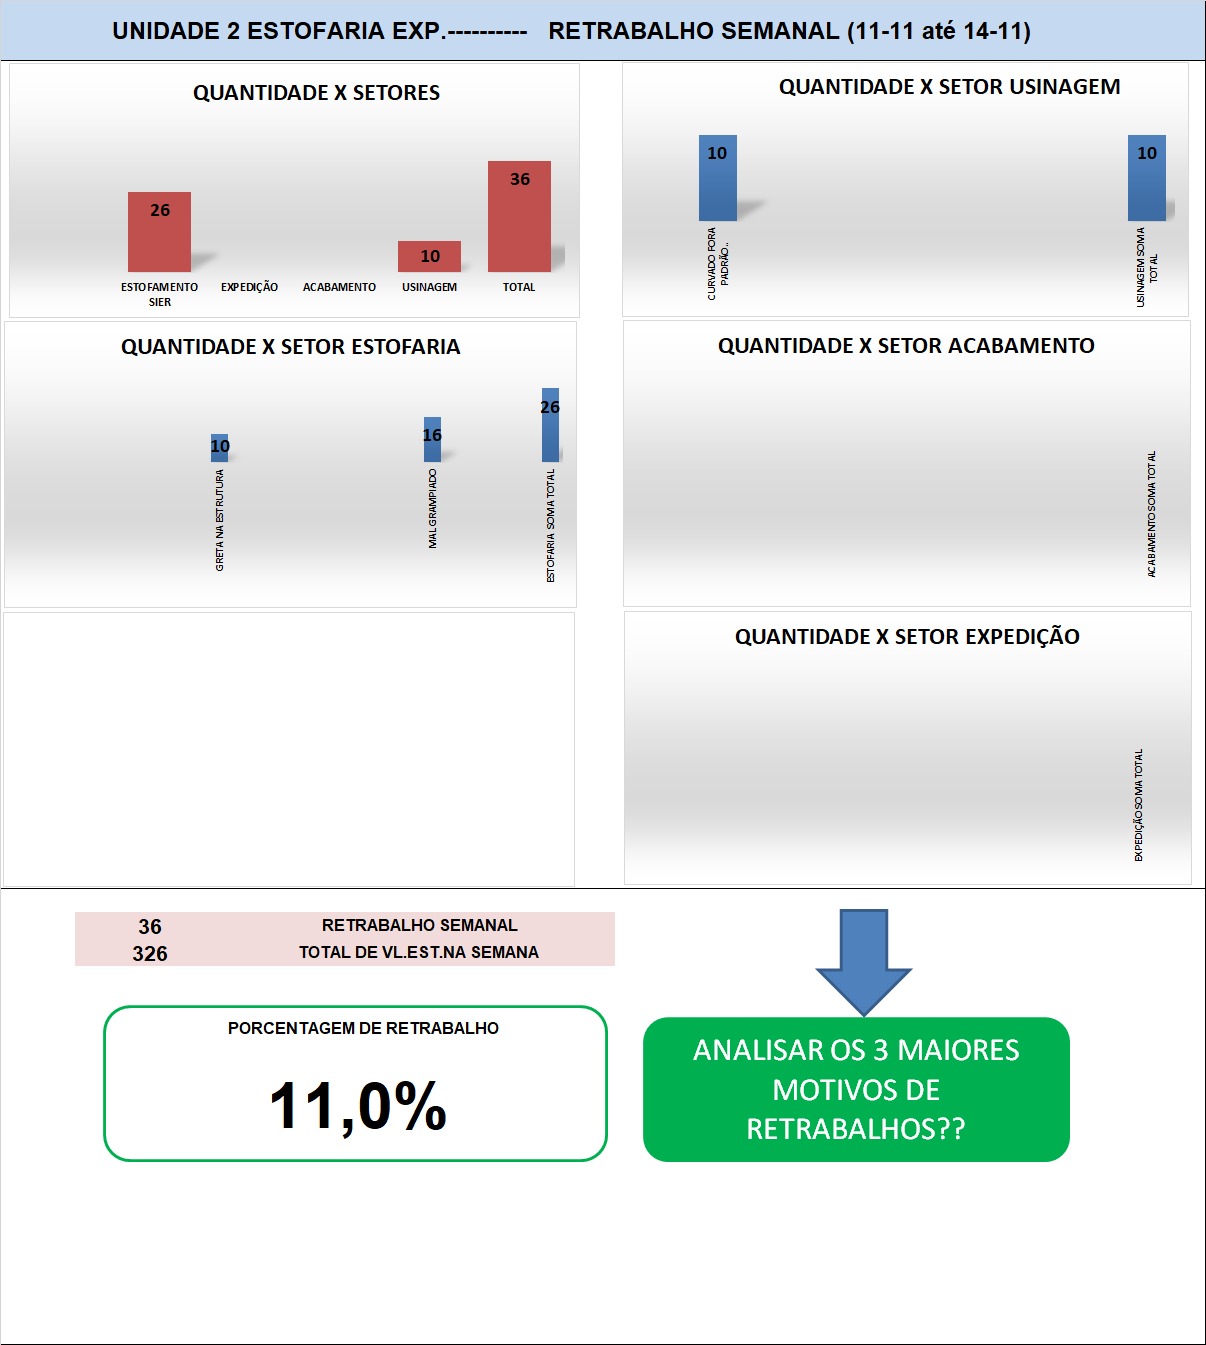 UNIDADE 2 ESTOFARIA EXP.---------- RETRABALHO SEMANAL (11-11 até 14-11)
QUANTIDADE X SETORES
26
10
36
ESTOFAMENTO SIER
EXPEDIÇÃO
ACABAMENTO
USINAGEM
TOTAL
QUANTIDADE X SETOR USINAGEM
10
10
CURVADO FORA
PADRÃO..
USINAGEM SOMA
TOTAL
QUANTIDADE X SETOR ESTOFARIA
10
16
26
GRETA NA ESTRUTURA
MAL GRAMPIADO
ESTOFARIA SOMA TOTAL
QUANTIDADE X SETOR ACABAMENTO
ACABAMENTO SOMA TOTAL
QUANTIDADE X SETOR EXPEDIÇÃO
EXPEDIÇÃO SOMA TOTAL
36 RETRABALHO SEMANAL
326 TOTAL DE VL.EST.NA SEMANA
PORCENTAGEM DE RETRABALHO
11,0%
ANALISAR OS 3 MAIORES
MOTIVOS DE
RETRABALHOS??